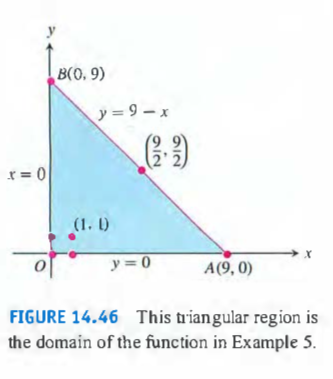 y
B(0, 9)
y = 9 − x
(9/2, 9/2)
x = 0
(1, 1)
x
O
y = 0
A(9, 0)
FIGURE 14.46 This triangular region is
the domain of the function in Example 5.